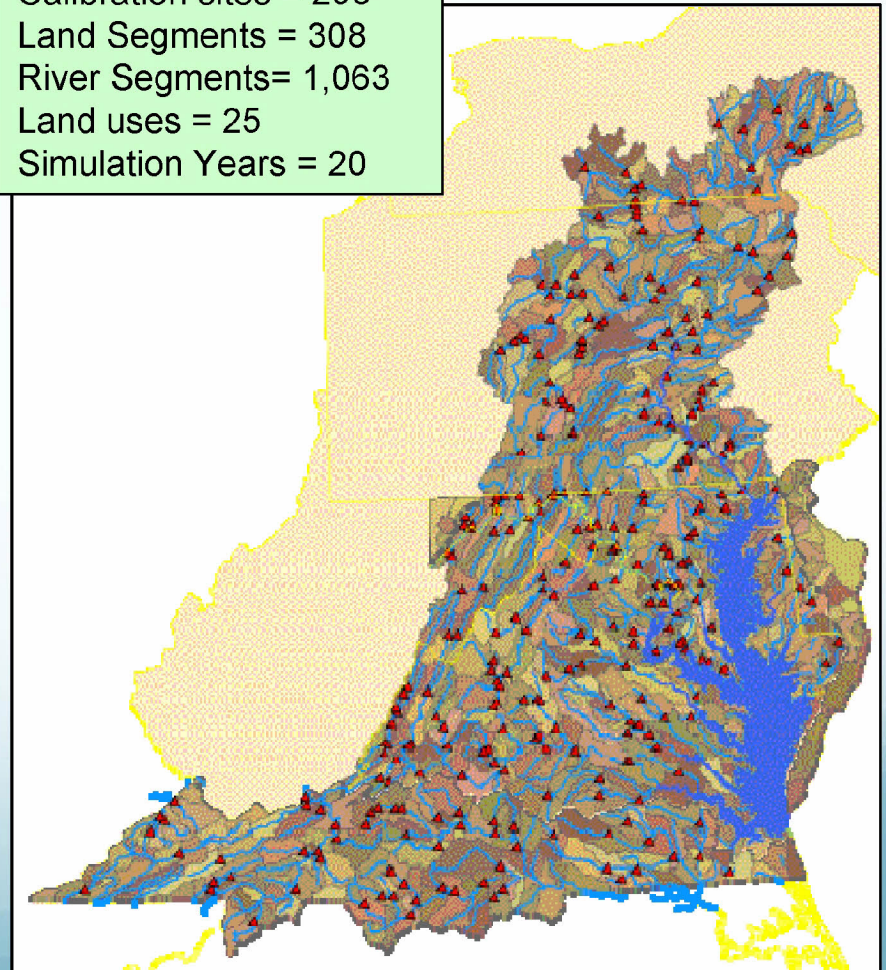 Land Segments = 308
River Segments= 1,063
Land uses = 25
Simulation Years = 20